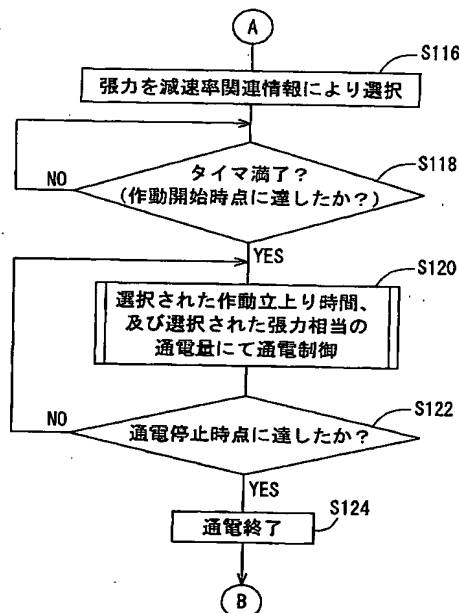 A
S116
張力を減速率関連情報により選択
S118
タイマ満了?
(作動開始時点に達したか?)
NO
YES
S120
選択された作動立上り時間、
及び選択された張力相当の
通電量にて通電制御
S122
NO
通電停止時点に達したか?
YES
S124
通電終了
B